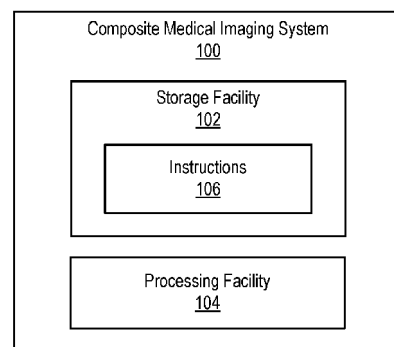 Composite Medical Imaging System
100
Storage Facility
102
Instructions
106
Processing Facility
104